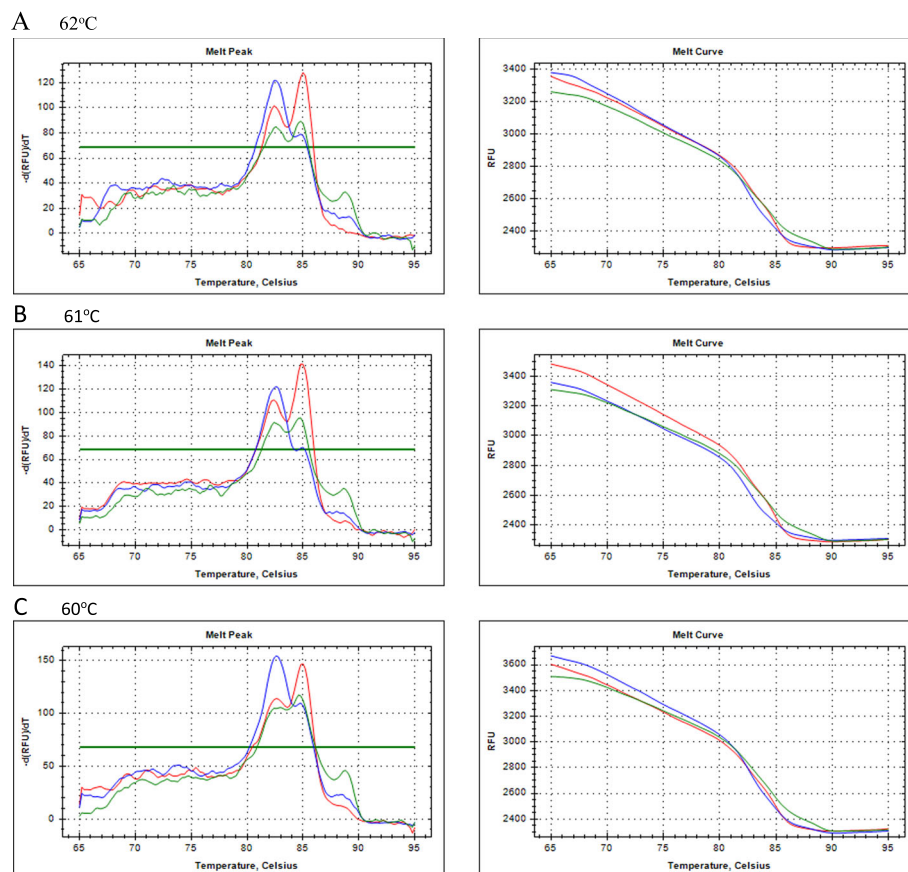 A 62°C
Melt Peak
-d(RFU)/dT
120
100
80
60
40
20
0
65 70 75 80 85 90 95
Temperature, Celsius
Melt Curve
RFU
3400
3200
3000
2800
2600
2400
65 70 75 80 85 90 95
Temperature, Celsius
B 61°C
Melt Peak
-d(RFU)/dT
140
120
100
80
60
40
20
0
65 70 75 80 85 90 95
Temperature, Celsius
Melt Curve
RFU
3400
3200
3000
2800
2600
2400
65 70 75 80 85 90 95
Temperature, Celsius
C 60°C
Melt Peak
-d(RFU)/dT
150
100
50
0
65 70 75 80 85 90 95
Temperature, Celsius
Melt Curve
RFU
3600
3400
3200
3000
2800
2600
2400
65 70 75 80 85 90 95
Temperature, Celsius